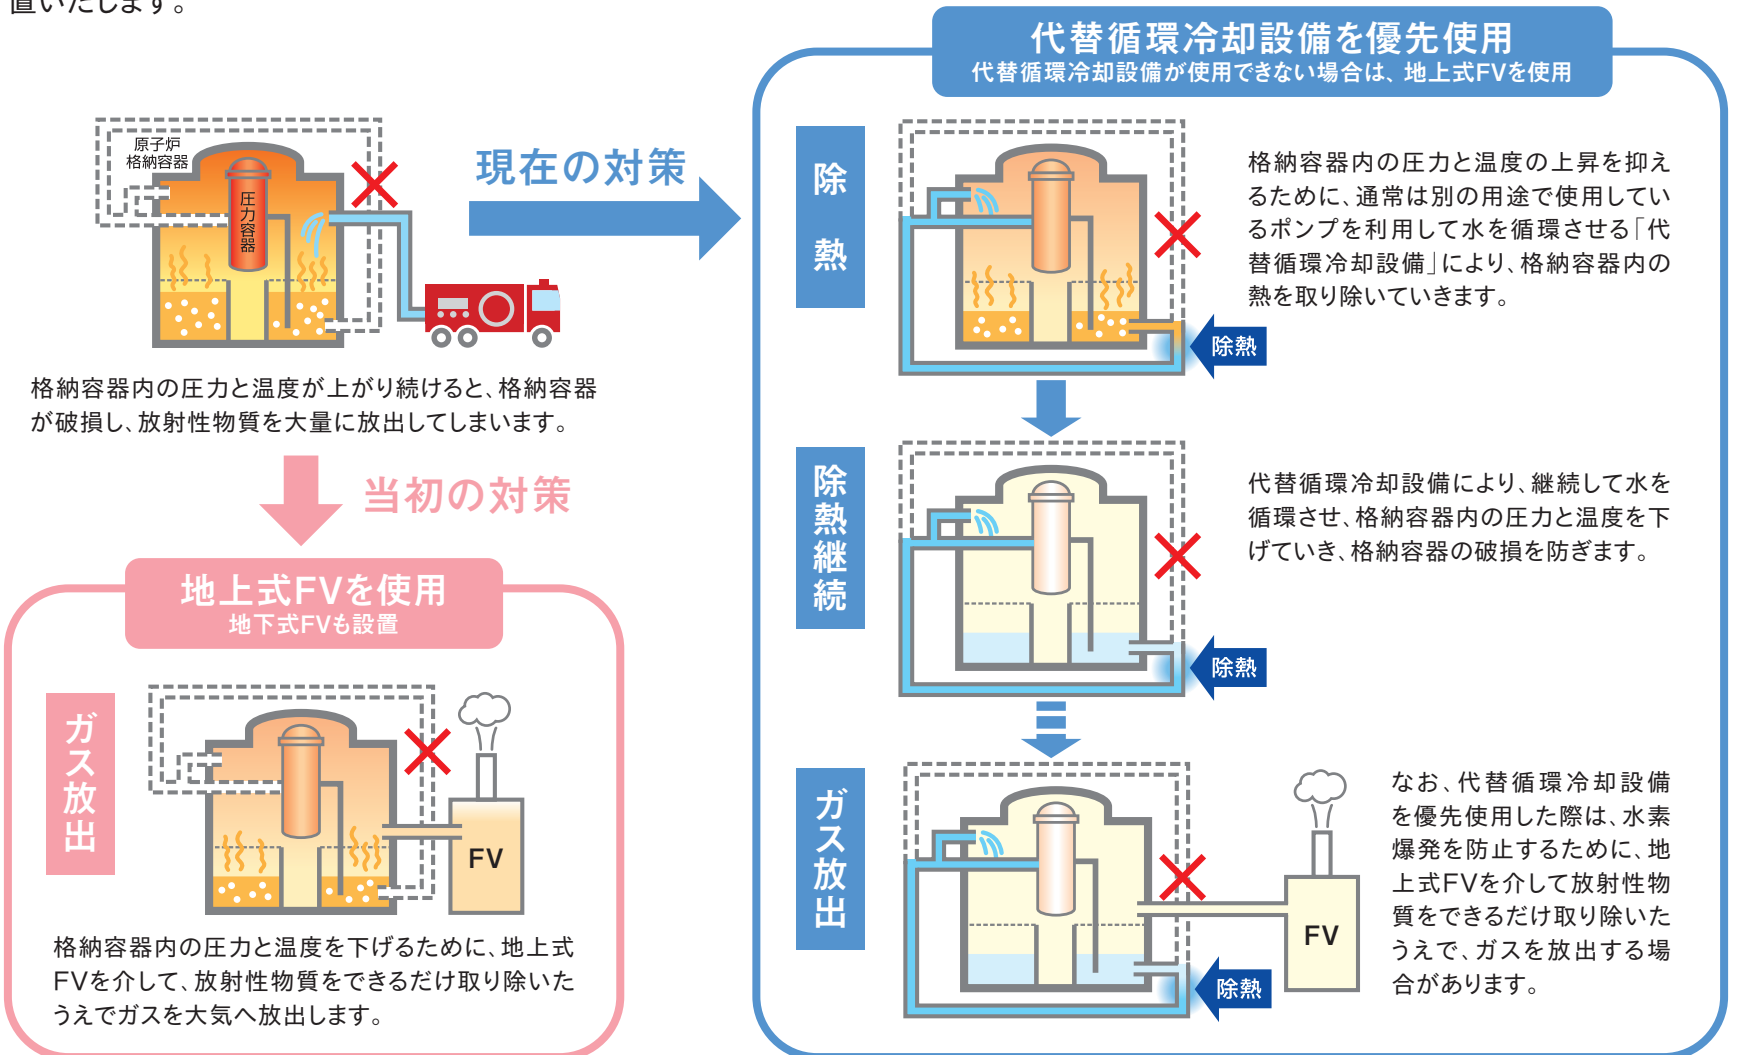 置いたします。
原子炉
格納容器
圧力容器
現在の対策
格納容器内の圧力と温度が上がり続けると、格納容器
が破損し、放射性物質を大量に放出してしまいます。
当初の対策
地上式FVを使用
地下式FVも設置
ガス放出
FV
格納容器内の圧力と温度を下げるために、地上式
FVを介して、放射性物質をできるだけ取り除いた
うえでガスを大気へ放出します。
代替循環冷却設備を優先使用
代替循環冷却設備が使用できない場合は、地上式FVを使用
除熱
格納容器内の圧力と温度の上昇を抑え
るために、通常は別の用途で使用してい
るポンプを利用して水を循環させる「代
替循環冷却設備」により、格納容器内の
熱を取り除いていきます。
除熱
除熱継続
代替循環冷却設備により、継続して水を
循環させ、格納容器内の圧力と温度を下
げていき、格納容器の破損を防ぎます。
除熱
ガス放出
FV
なお、代替循環冷却設備
を優先使用した際は、水素
爆発を防止するために、地
上式FVを介して放射性物
質をできるだけ取り除いた
うえで、ガスを放出する場
合があります。
除熱